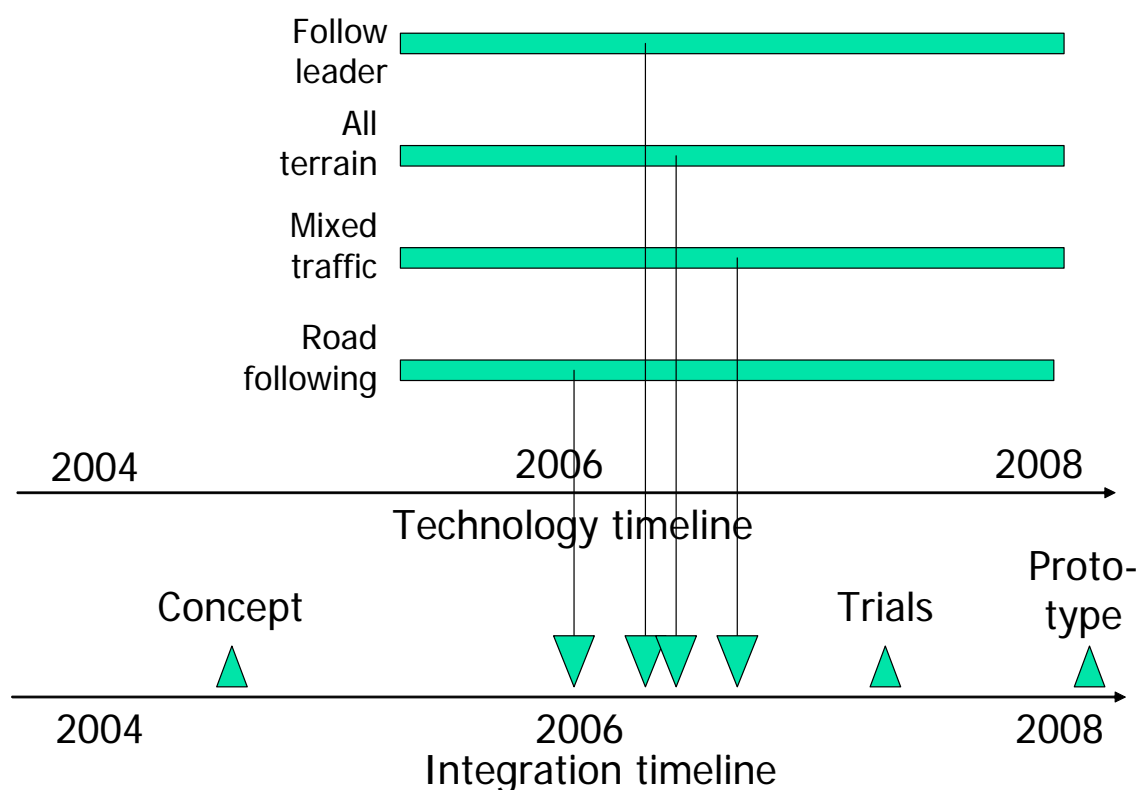 Follow
leader
All
terrain
Mixed
traffic
Road
following
2004 2006 2008
Technology timeline
Concept
Trials
Proto-
type
2004 2006 2008
Integration timeline